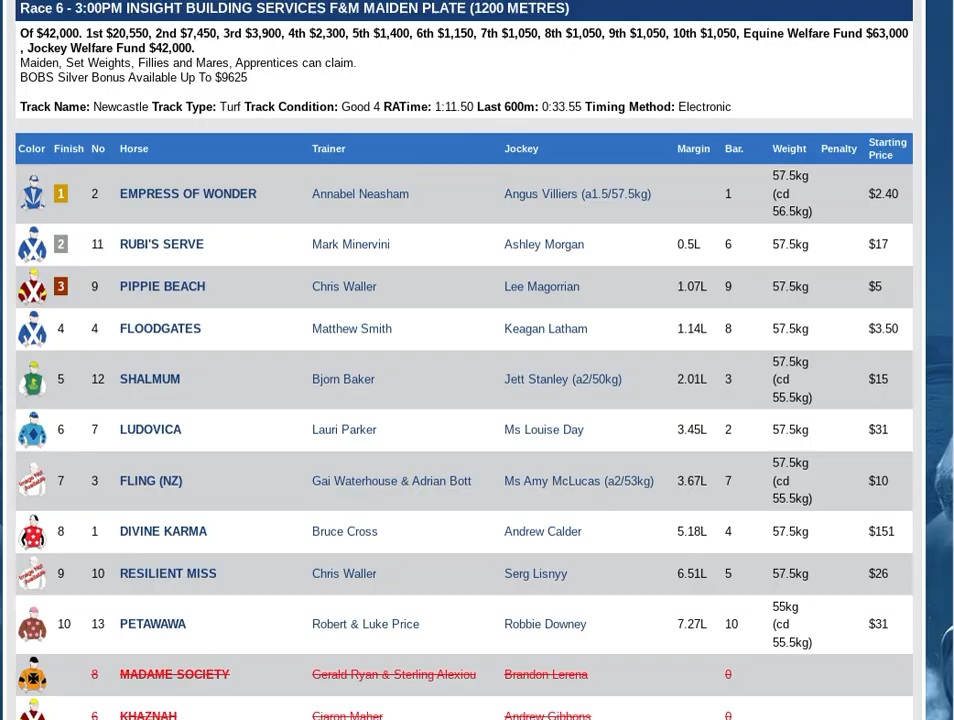 Race 6 - 3:00PM INSIGHT BUILDING SERVICES F&M MAIDEN PLATE (1200 METRES)
Of $42,000. 1st $20,550, 2nd $7,450, 3rd $3,900, 4th $2,300, 5th $1,400, 6th $1,150, 7th $1,050, 8th $1,050, 9th $1,050, 10th $1,050, Equine Welfare Fund $63,000
, Jockey Welfare Fund $42,000.
Maiden, Set Weights, Fillies and Mares, Apprentices can claim.
BOBS Silver Bonus Available Up To $9625
Track Name: Newcastle Track Type: Turf Track Condition: Good 4 RATime: 1:11.50 Last 600m: 0:33.55 Timing Method: Electronic
Color Finish No Horse Trainer Jockey Margin Bar. Weight Penalty Starting Price
1 2 EMPRESS OF WONDER Annabel Neasham Angus Villiers (a1.5/57.5kg) 1 57.5kg (cd 56.5kg) $2.40
2 11 RUBI'S SERVE Mark Minervini Ashley Morgan 0.5L 6 57.5kg $17
3 9 PIPPIE BEACH Chris Waller Lee Magorrian 1.07L 9 57.5kg $5
4 4 FLOODGATES Matthew Smith Keagan Latham 1.14L 8 57.5kg $3.50
5 12 SHALMUM Bjorn Baker Jett Stanley (a2/50kg) 2.01L 3 57.5kg (cd 55.5kg) $15
6 7 LUDOVICA Lauri Parker Ms Louise Day 3.45L 2 57.5kg $31
Image Not Available 7 3 FLING (NZ) Gai Waterhouse & Adrian Bott Ms Amy McLucas (a2/53kg) 3.67L 7 57.5kg (cd 55.5kg) $10
8 1 DIVINE KARMA Bruce Cross Andrew Calder 5.18L 4 57.5kg $151
Image Not Available 9 10 RESILIENT MISS Chris Waller Serg Lisnyy 6.51L 5 57.5kg $26
10 13 PETAWAWA Robert & Luke Price Robbie Downey 7.27L 10 55kg (cd 55.5kg) $31
8 MADAME SOCIETY Gerald Ryan & Sterling Alexiou Brandon Lerena 0
6 KHAZNAH Ciaron Maher Andrew Gibbons 0